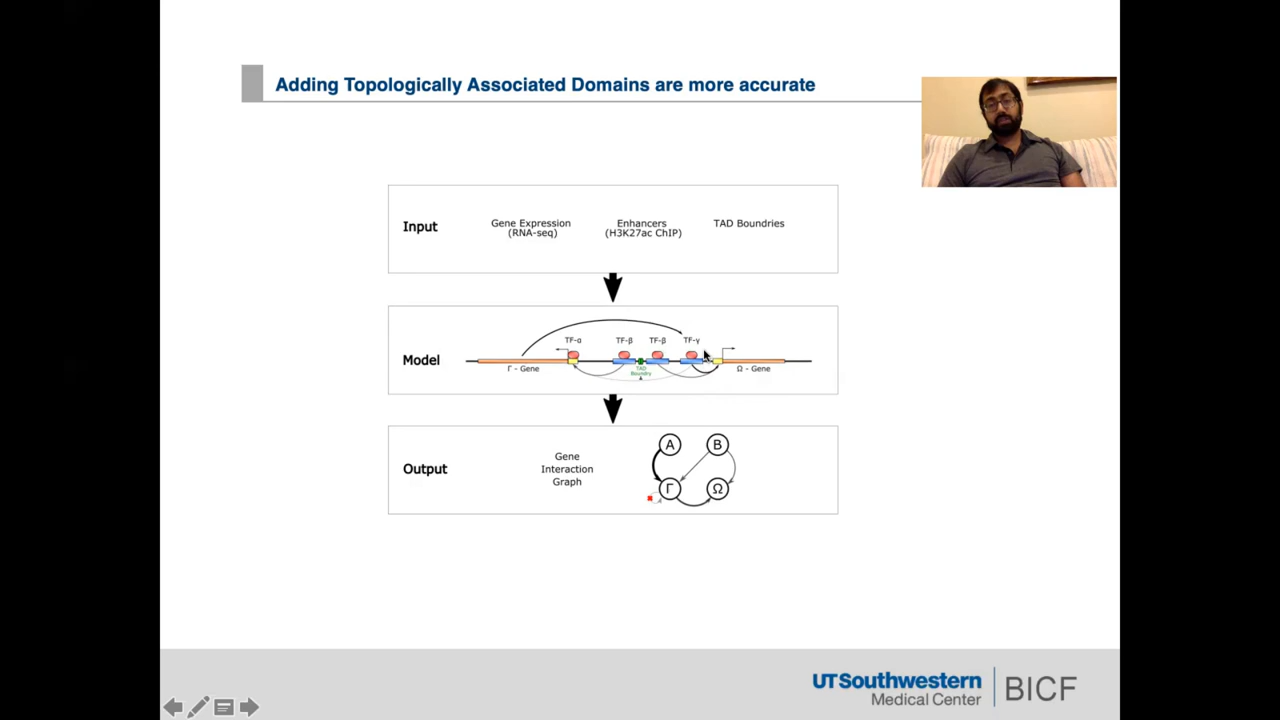 Adding Topologically Associated Domains are more accurate
Input
Gene Expression
(RNA-seq)
Enhancers
(H3K27ac ChIP)
TAD Boundries
Model
TF-α
TF-β
TF-β
TF-γ
Γ - Gene
TAD
Boundry
Ω - Gene
Output
Gene
Interaction
Graph
A
B
Γ
Ω
UTSouthwestern
Medical Center
BICF